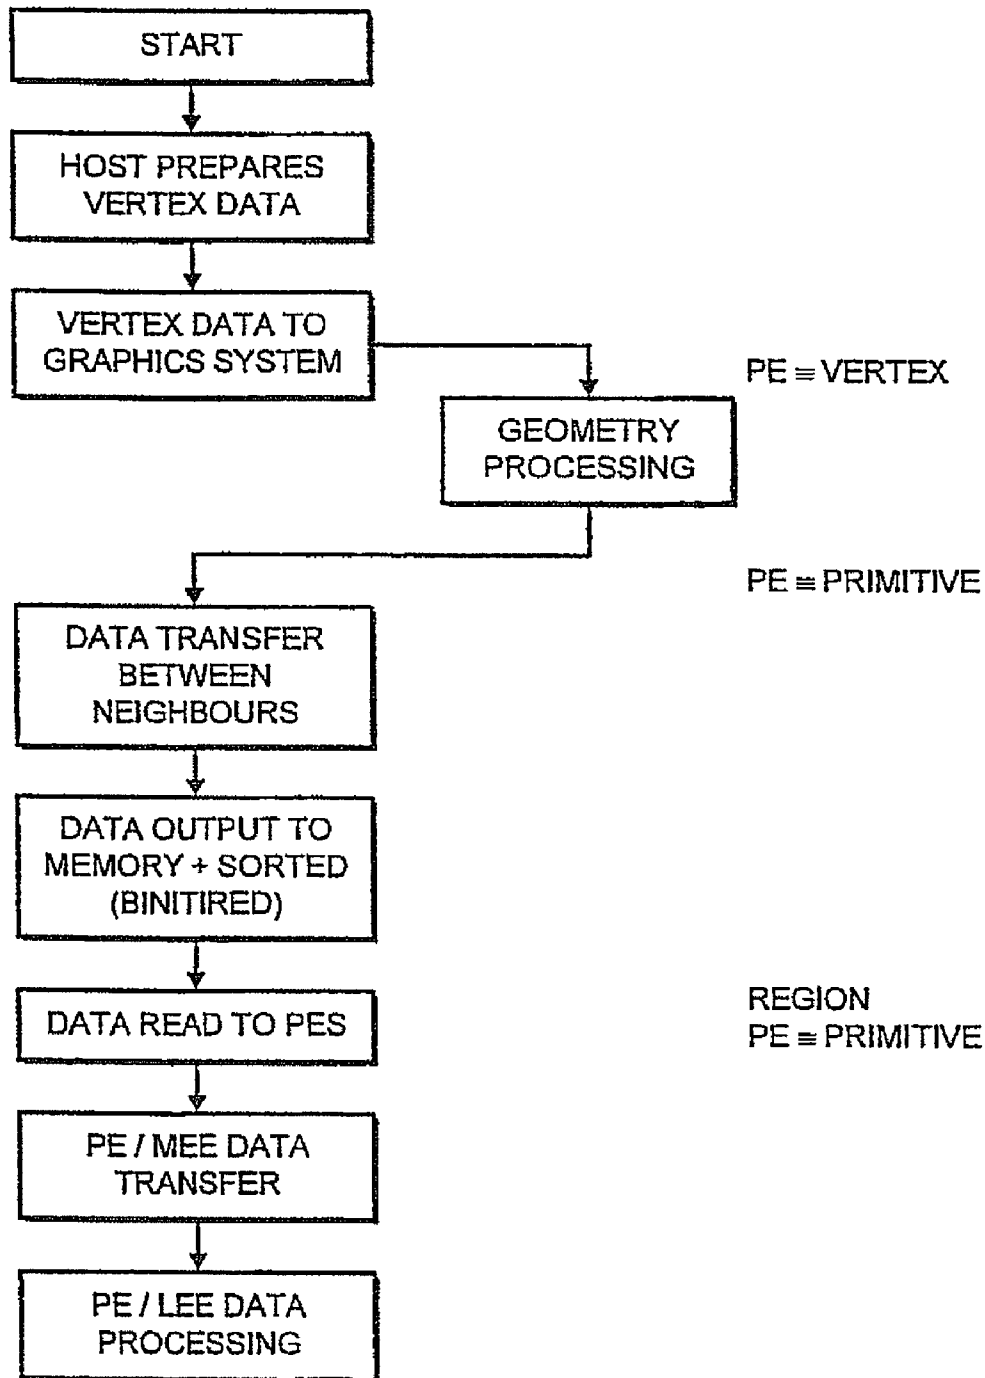 START
HOST PREPARES
VERTEX DATA
VERTEX DATA TO
GRAPHICS SYSTEM
PE ≡ VERTEX
GEOMETRY
PROCESSING
PE ≡ PRIMITIVE
DATA TRANSFER
BETWEEN
NEIGHBOURS
DATA OUTPUT TO
MEMORY + SORTED
(BINITIRED)
DATA READ TO PES
REGION
PE ≡ PRIMITIVE
PE / MEE DATA
TRANSFER
PE / LEE DATA
PROCESSING